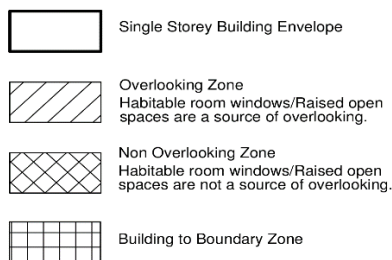 Single Storey Building Envelope
Overlooking Zone
Habitable room windows/Raised open
spaces are a source of overlooking.
Non Overlooking Zone
Habitable room windows/Raised open
spaces are not a source of overlooking.
Building to Boundary Zone